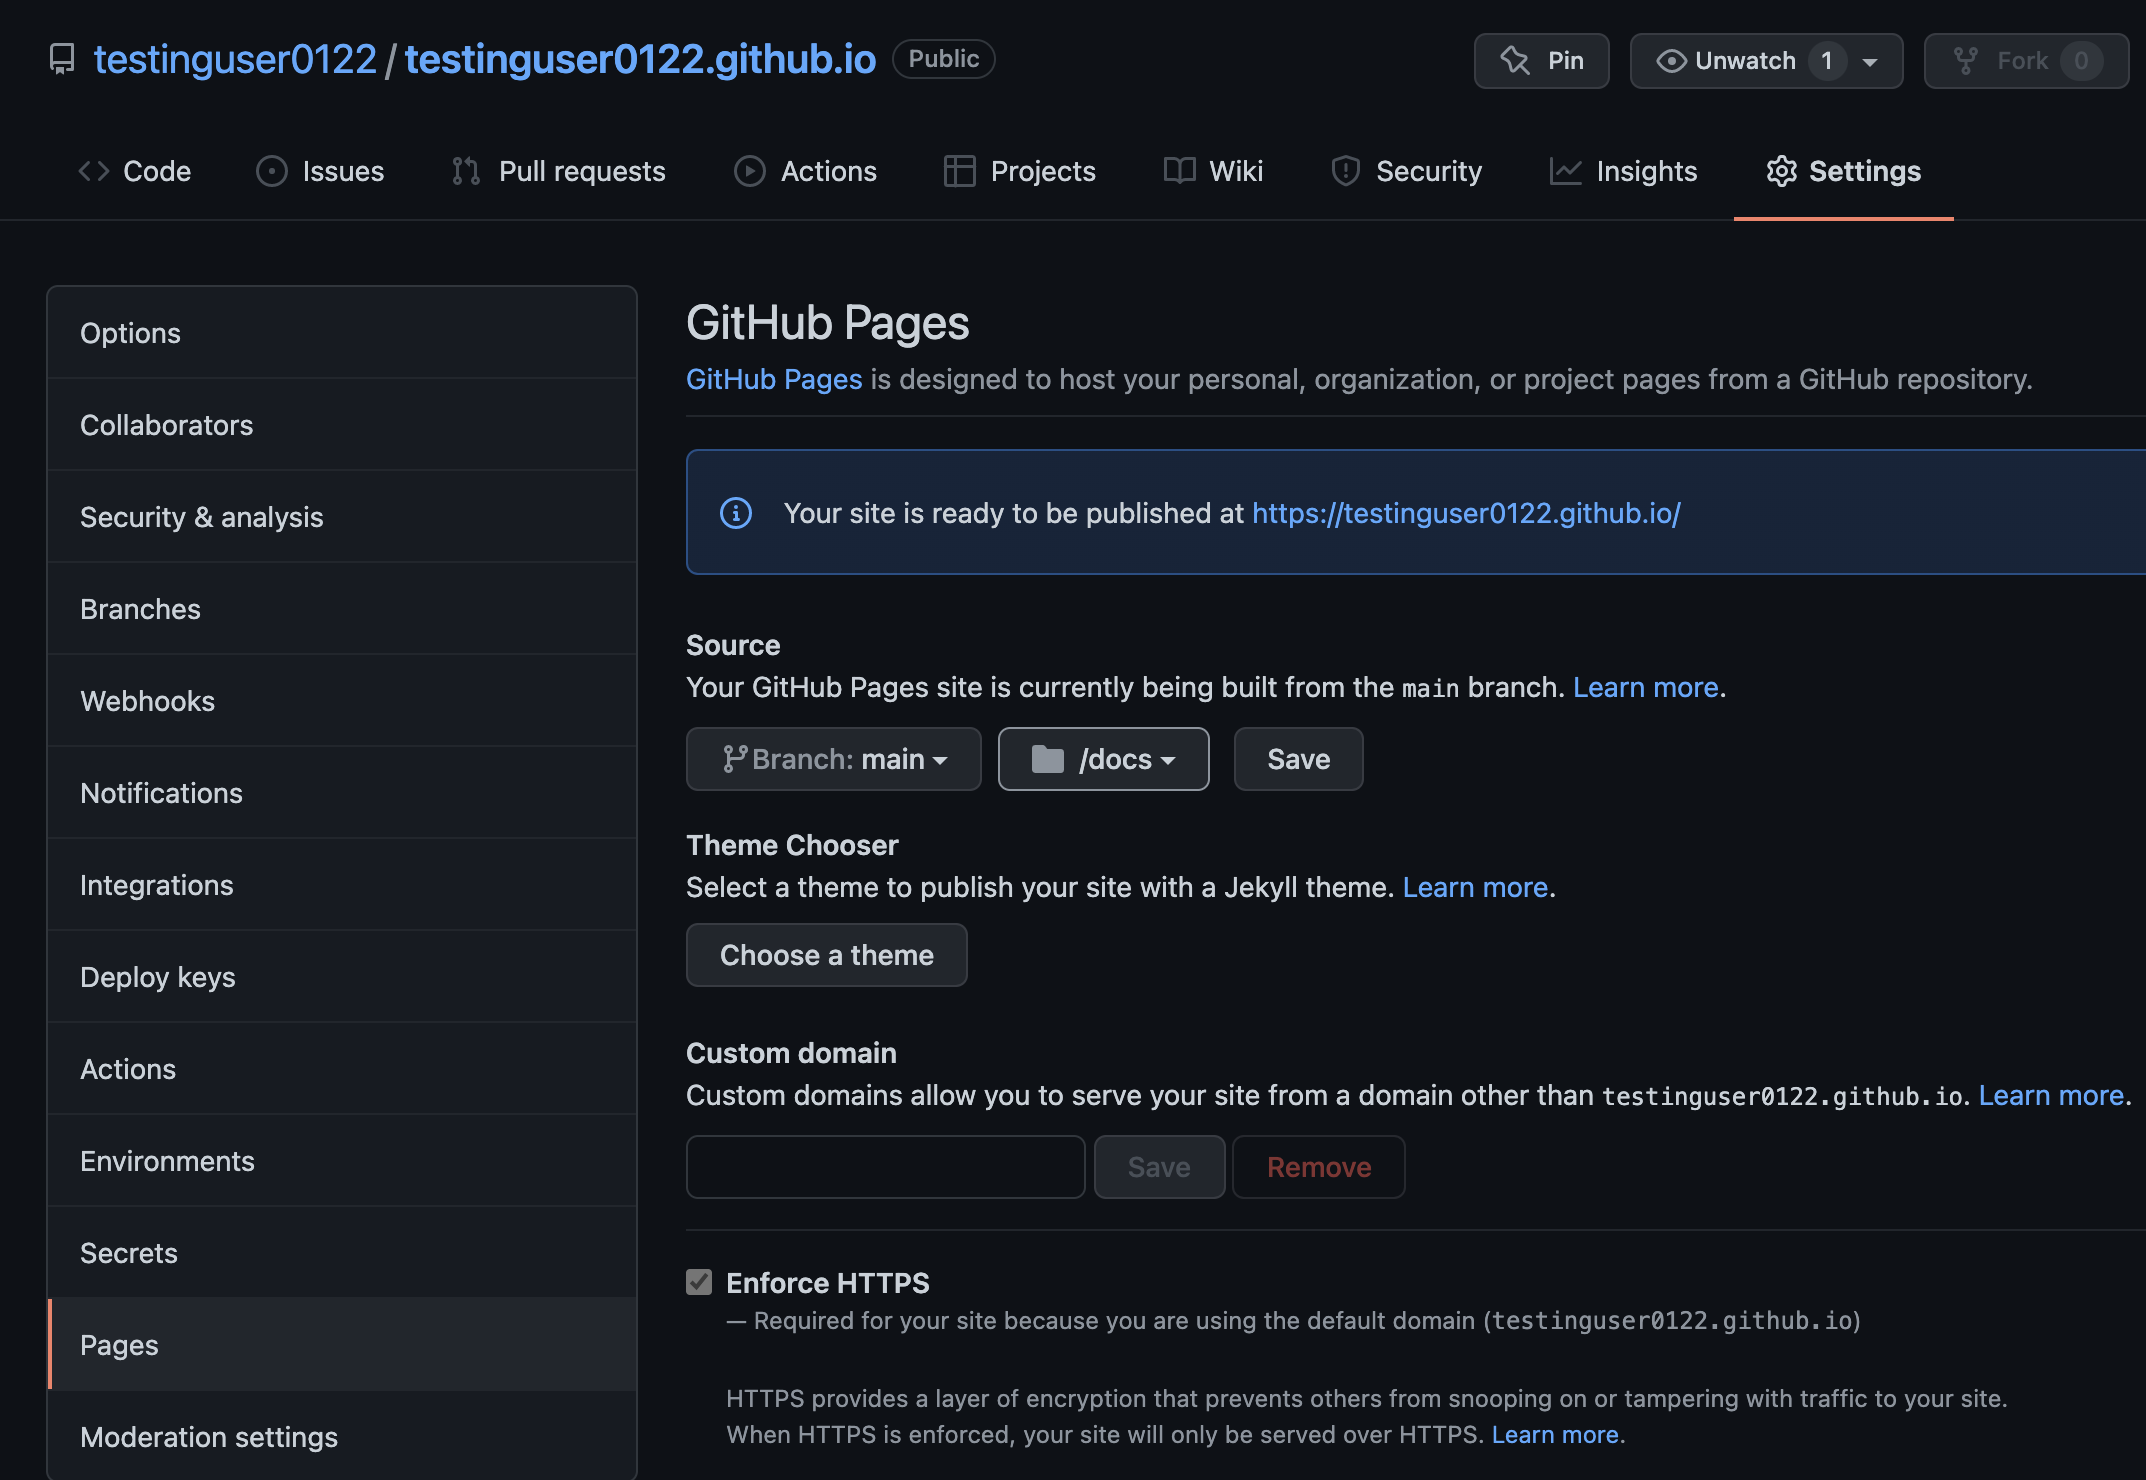 testinguser0122 / testinguser0122.github.io Public Pin Unwatch 1 Fork 0
Code Issues Pull requests Actions Projects Wiki Security Insights Settings
Options
Collaborators
Security & analysis
Branches
Webhooks
Notifications
Integrations
Deploy keys
Actions
Environments
Secrets
Pages
Moderation settings
GitHub Pages
GitHub Pages is designed to host your personal, organization, or project pages from a GitHub repository.
Your site is ready to be published at https://testinguser0122.github.io/
Source
Your GitHub Pages site is currently being built from the main branch. Learn more.
Branch: main /docs Save
Theme Chooser
Select a theme to publish your site with a Jekyll theme. Learn more.
Choose a theme
Custom domain
Custom domains allow you to serve your site from a domain other than testinguser0122.github.io. Learn more.
Save Remove
Enforce HTTPS
— Required for your site because you are using the default domain (testinguser0122.github.io)
HTTPS provides a layer of encryption that prevents others from snooping on or tampering with traffic to your site.
When HTTPS is enforced, your site will only be served over HTTPS. Learn more.